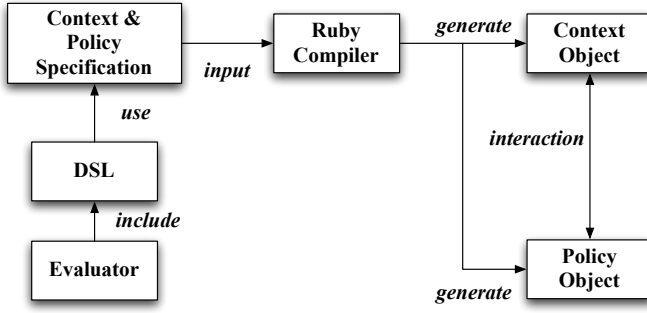 Context &
Policy
Specification
input
Ruby
Compiler
generate
Context
Object
use
interaction
DSL
include
Evaluator
generate
Policy
Object